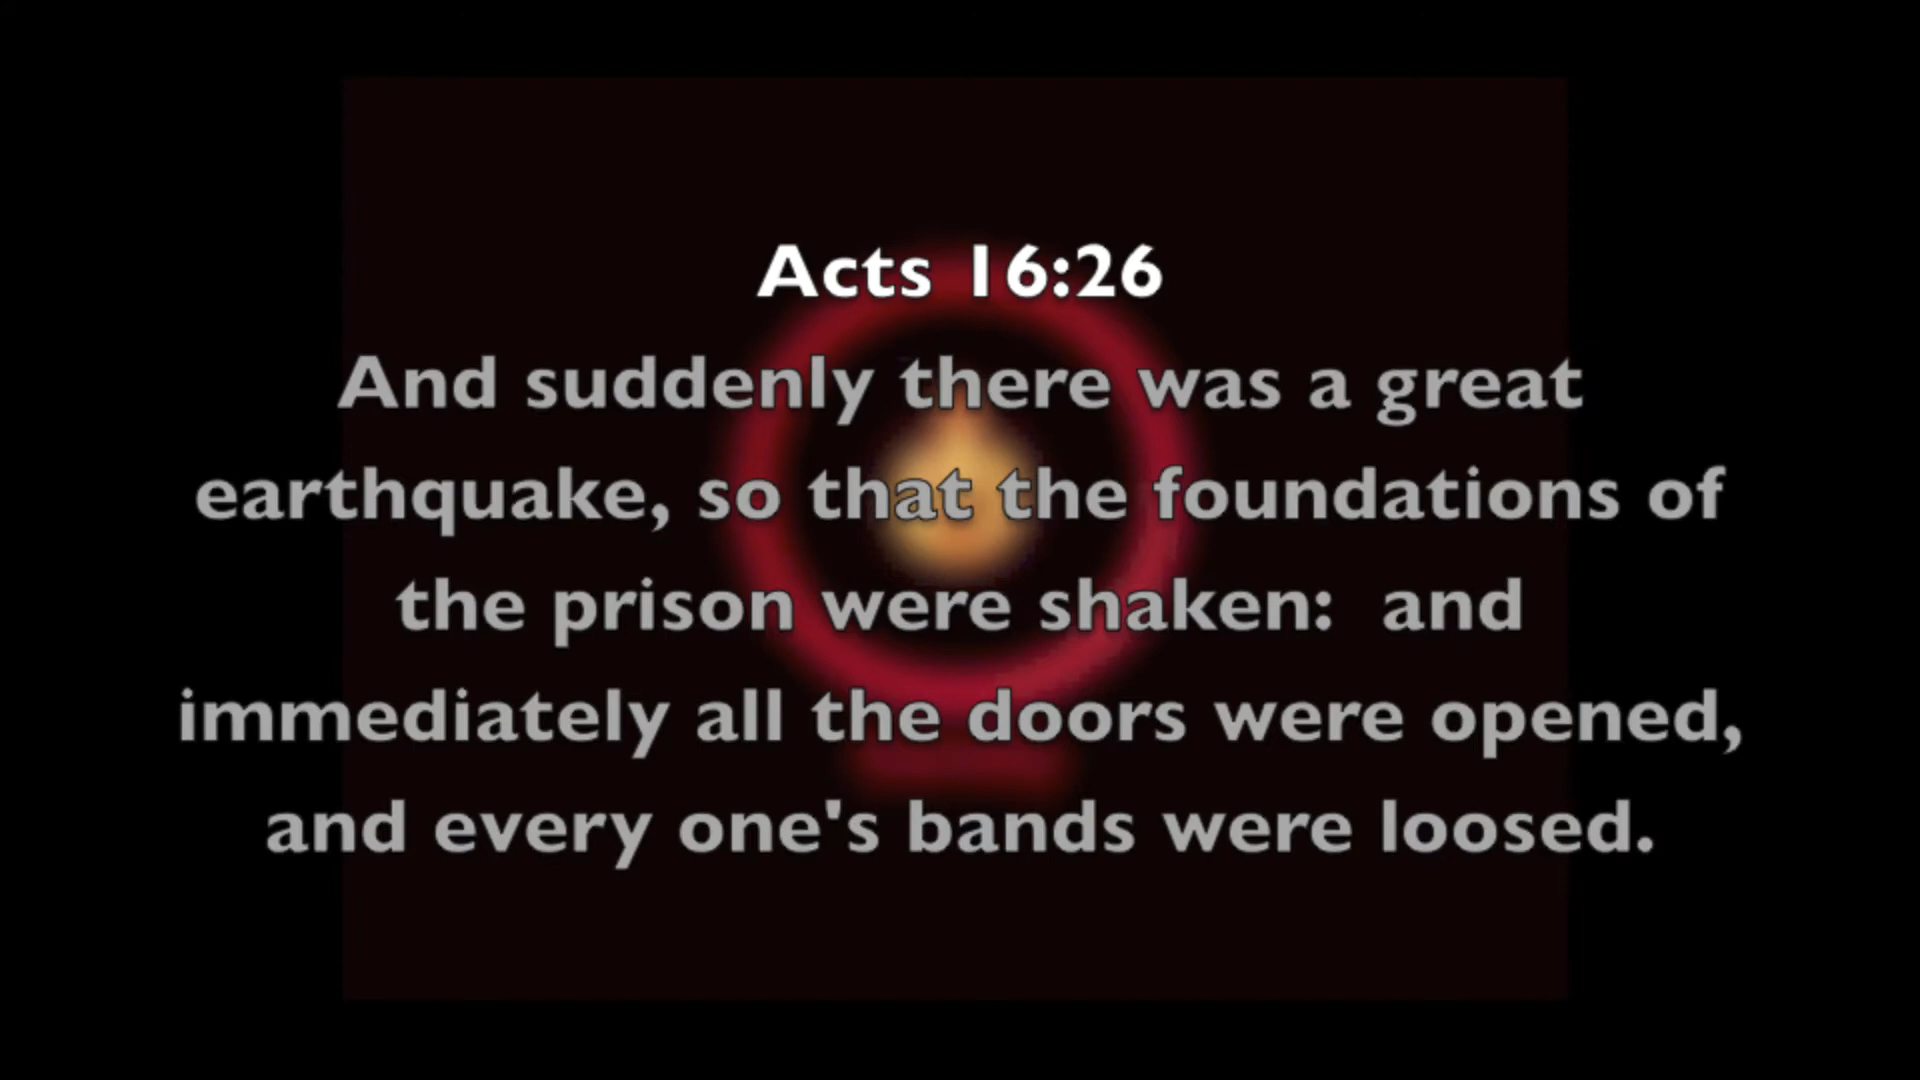 Acts 16:26
And suddenly there was a great
earthquake, so that the foundations of
the prison were shaken:  and
immediately all the doors were opened,
and every one's bands were loosed.